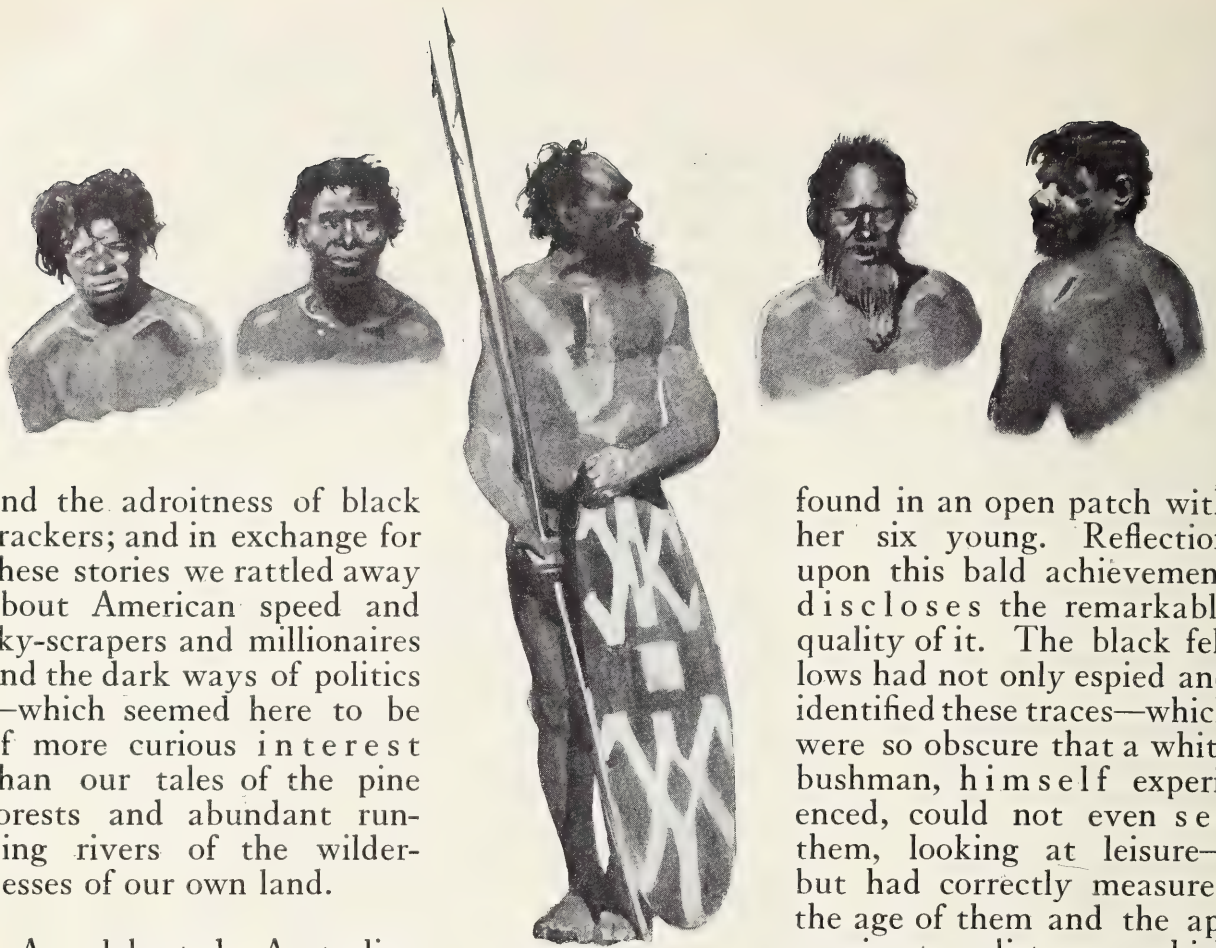 nd the adroitness of black
rackers; and in exchange for
hese stories we rattled away
bout American speed and
ky-scrapers and millionaires
nd the dark ways of politics
—which seemed here to be
f more curious interest
han our tales of the pine
orests and abundant run-
ing rivers of the wilder-
esses of our own land.
found in an open patch with
her six young. Reflection
upon this bald achievemen
discloses the remarkabl
quality of it. The black fel
lows had not only espied an
identified these traces—whic
were so obscure that a whit
bushman, himself experi
enced, could not even se
them, looking at leisure—
but had correctly measure
the age of them and the ap